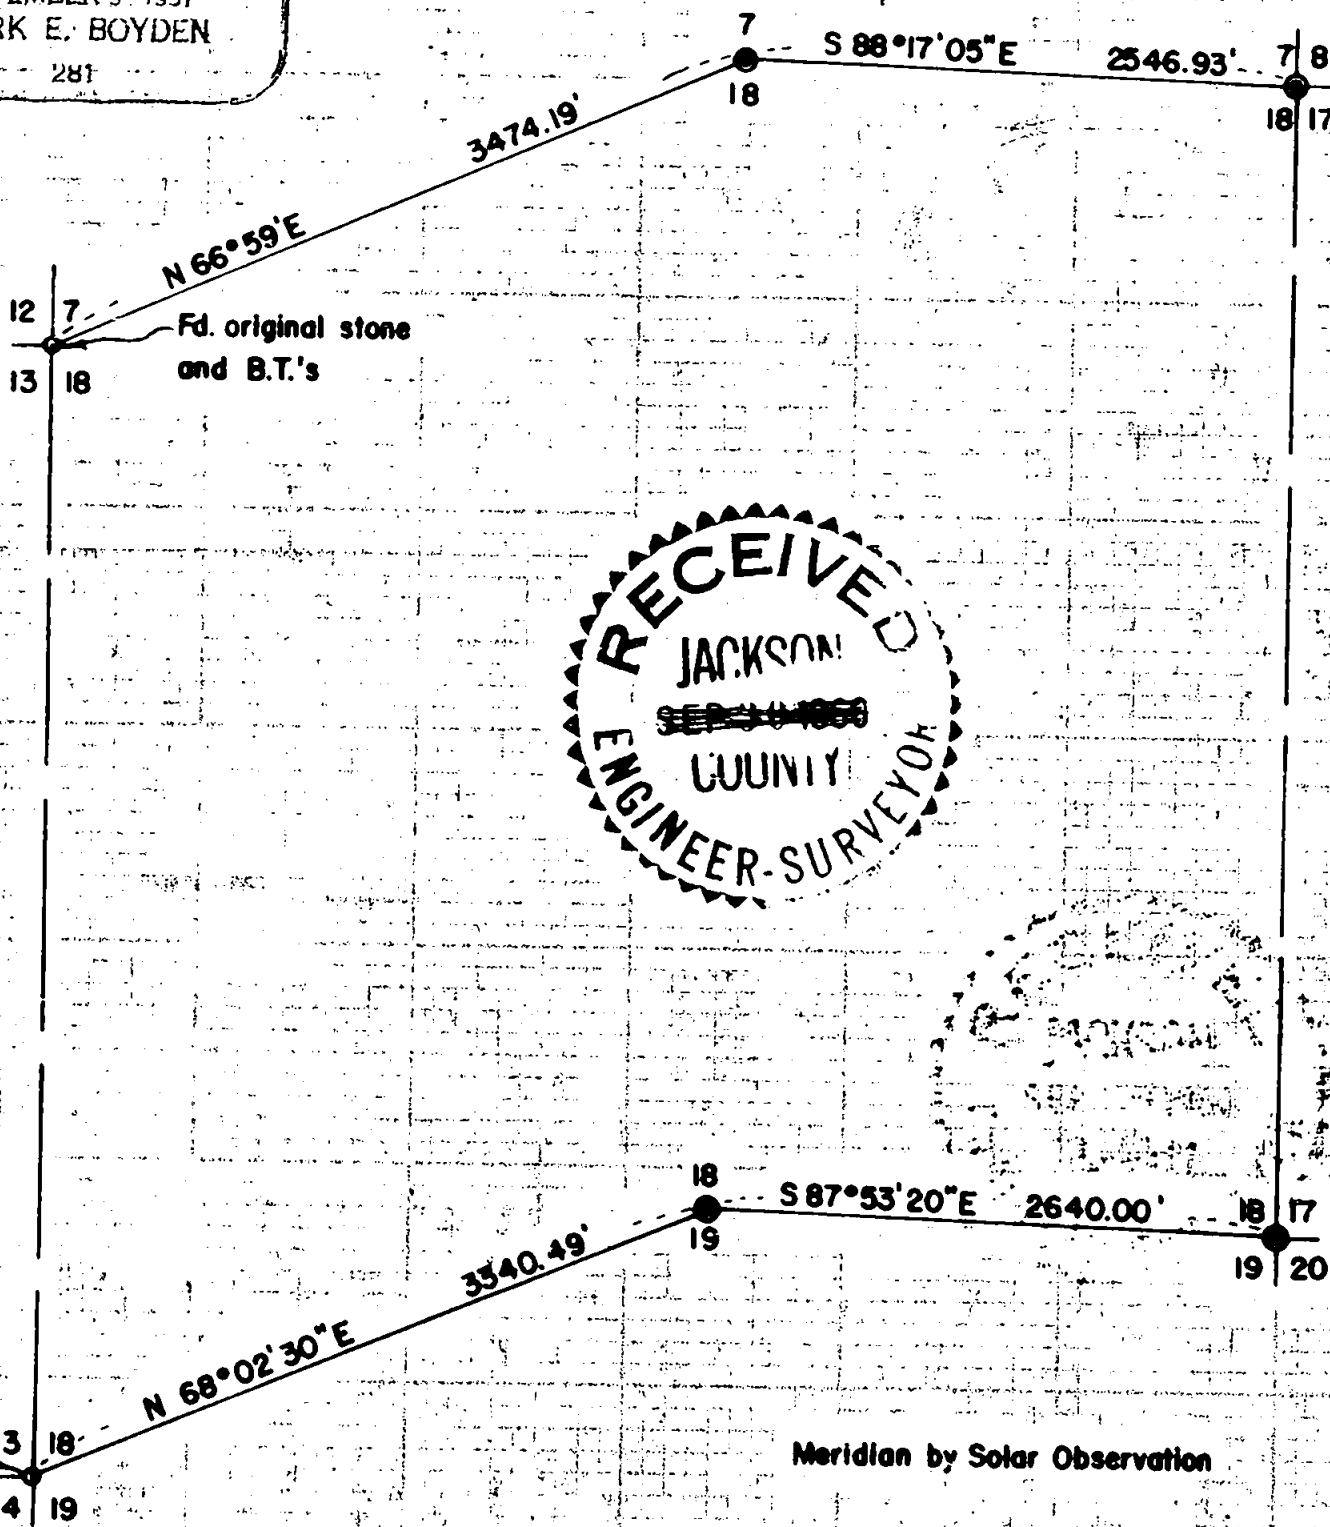 RK E. BOYDEN
281
7
S 88°17'05"E 2546.93'
7 8
18
18 17
3474.19'
N 66°59'E
12 7
Fd. original stone
and B.T.'s
13 18
RECEIVED
JACKSON
COUNTY
ENGINEER-SURVEYOR
18
S 87°53'20"E 2640.00'
18 17
19
19 20
3340.49'
N 68°02'30"E
3 18
4 19
Meridian by Solar Observation